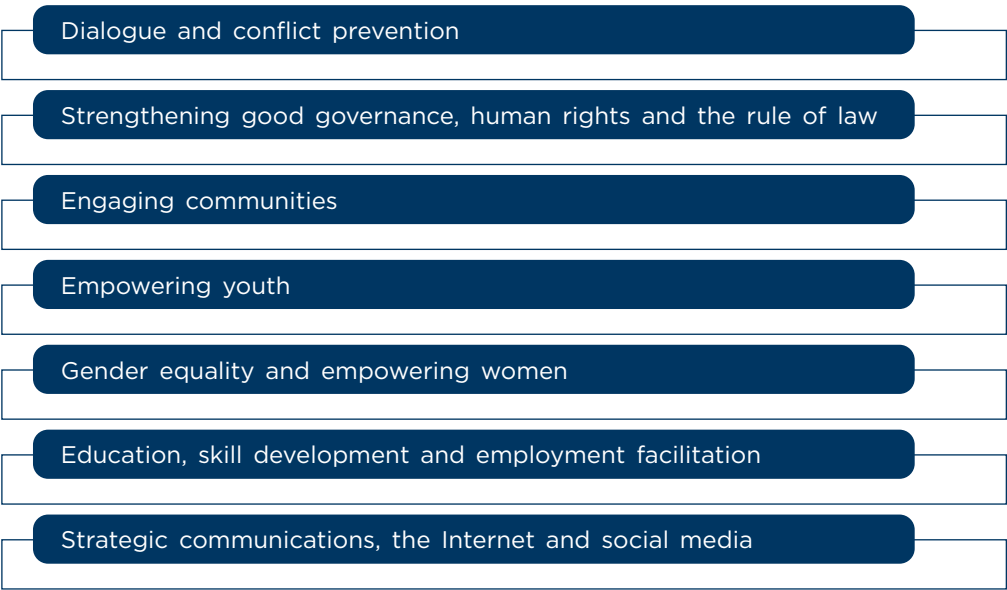 Dialogue and conflict prevention
Strengthening good governance, human rights and the rule of law
Engaging communities
Empowering youth
Gender equality and empowering women
Education, skill development and employment facilitation
Strategic communications, the Internet and social media